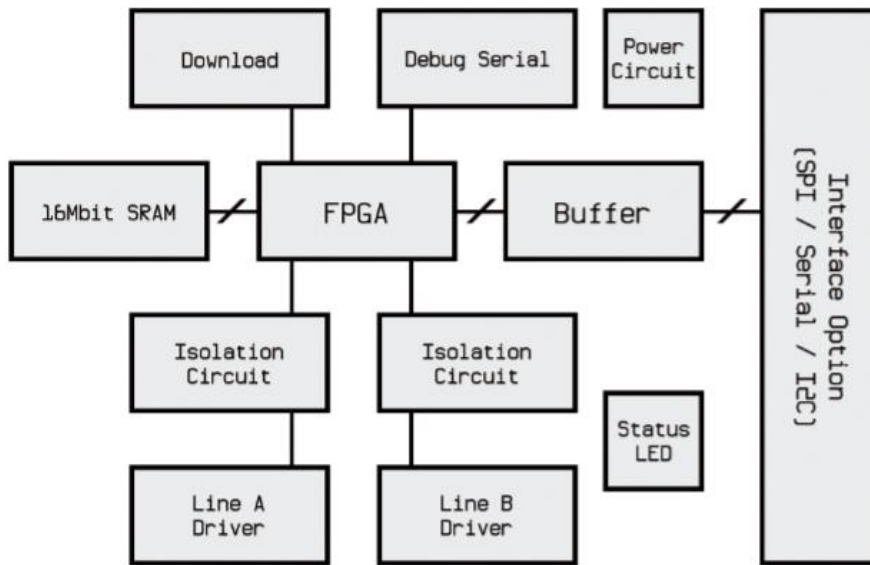 Download
Debug Serial
Power
Circuit
16Mbit SRAM
FPGA
Buffer
Interface Option
(SPI / Serial / I2C)
Isolation
Circuit
Isolation
Circuit
Status
LED
Line A
Driver
Line B
Driver